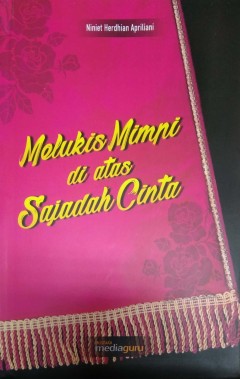 Niniet Herdhian Apriliani
Melukis Mimpi
di atas
Sajadah Cinta
mediaguru